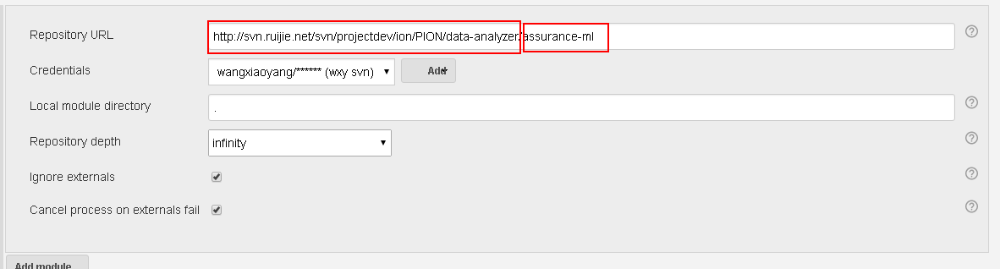 Repository URL
http://svn.ruijie.net/svn/projectdev/ion/PION/data-analyzer/assurance-ml
Credentials
wangxiaoyang/****** (wxy svn)
Add
Local module directory
.
Repository depth
infinity
Ignore externals
Cancel process on externals fail
Add module...